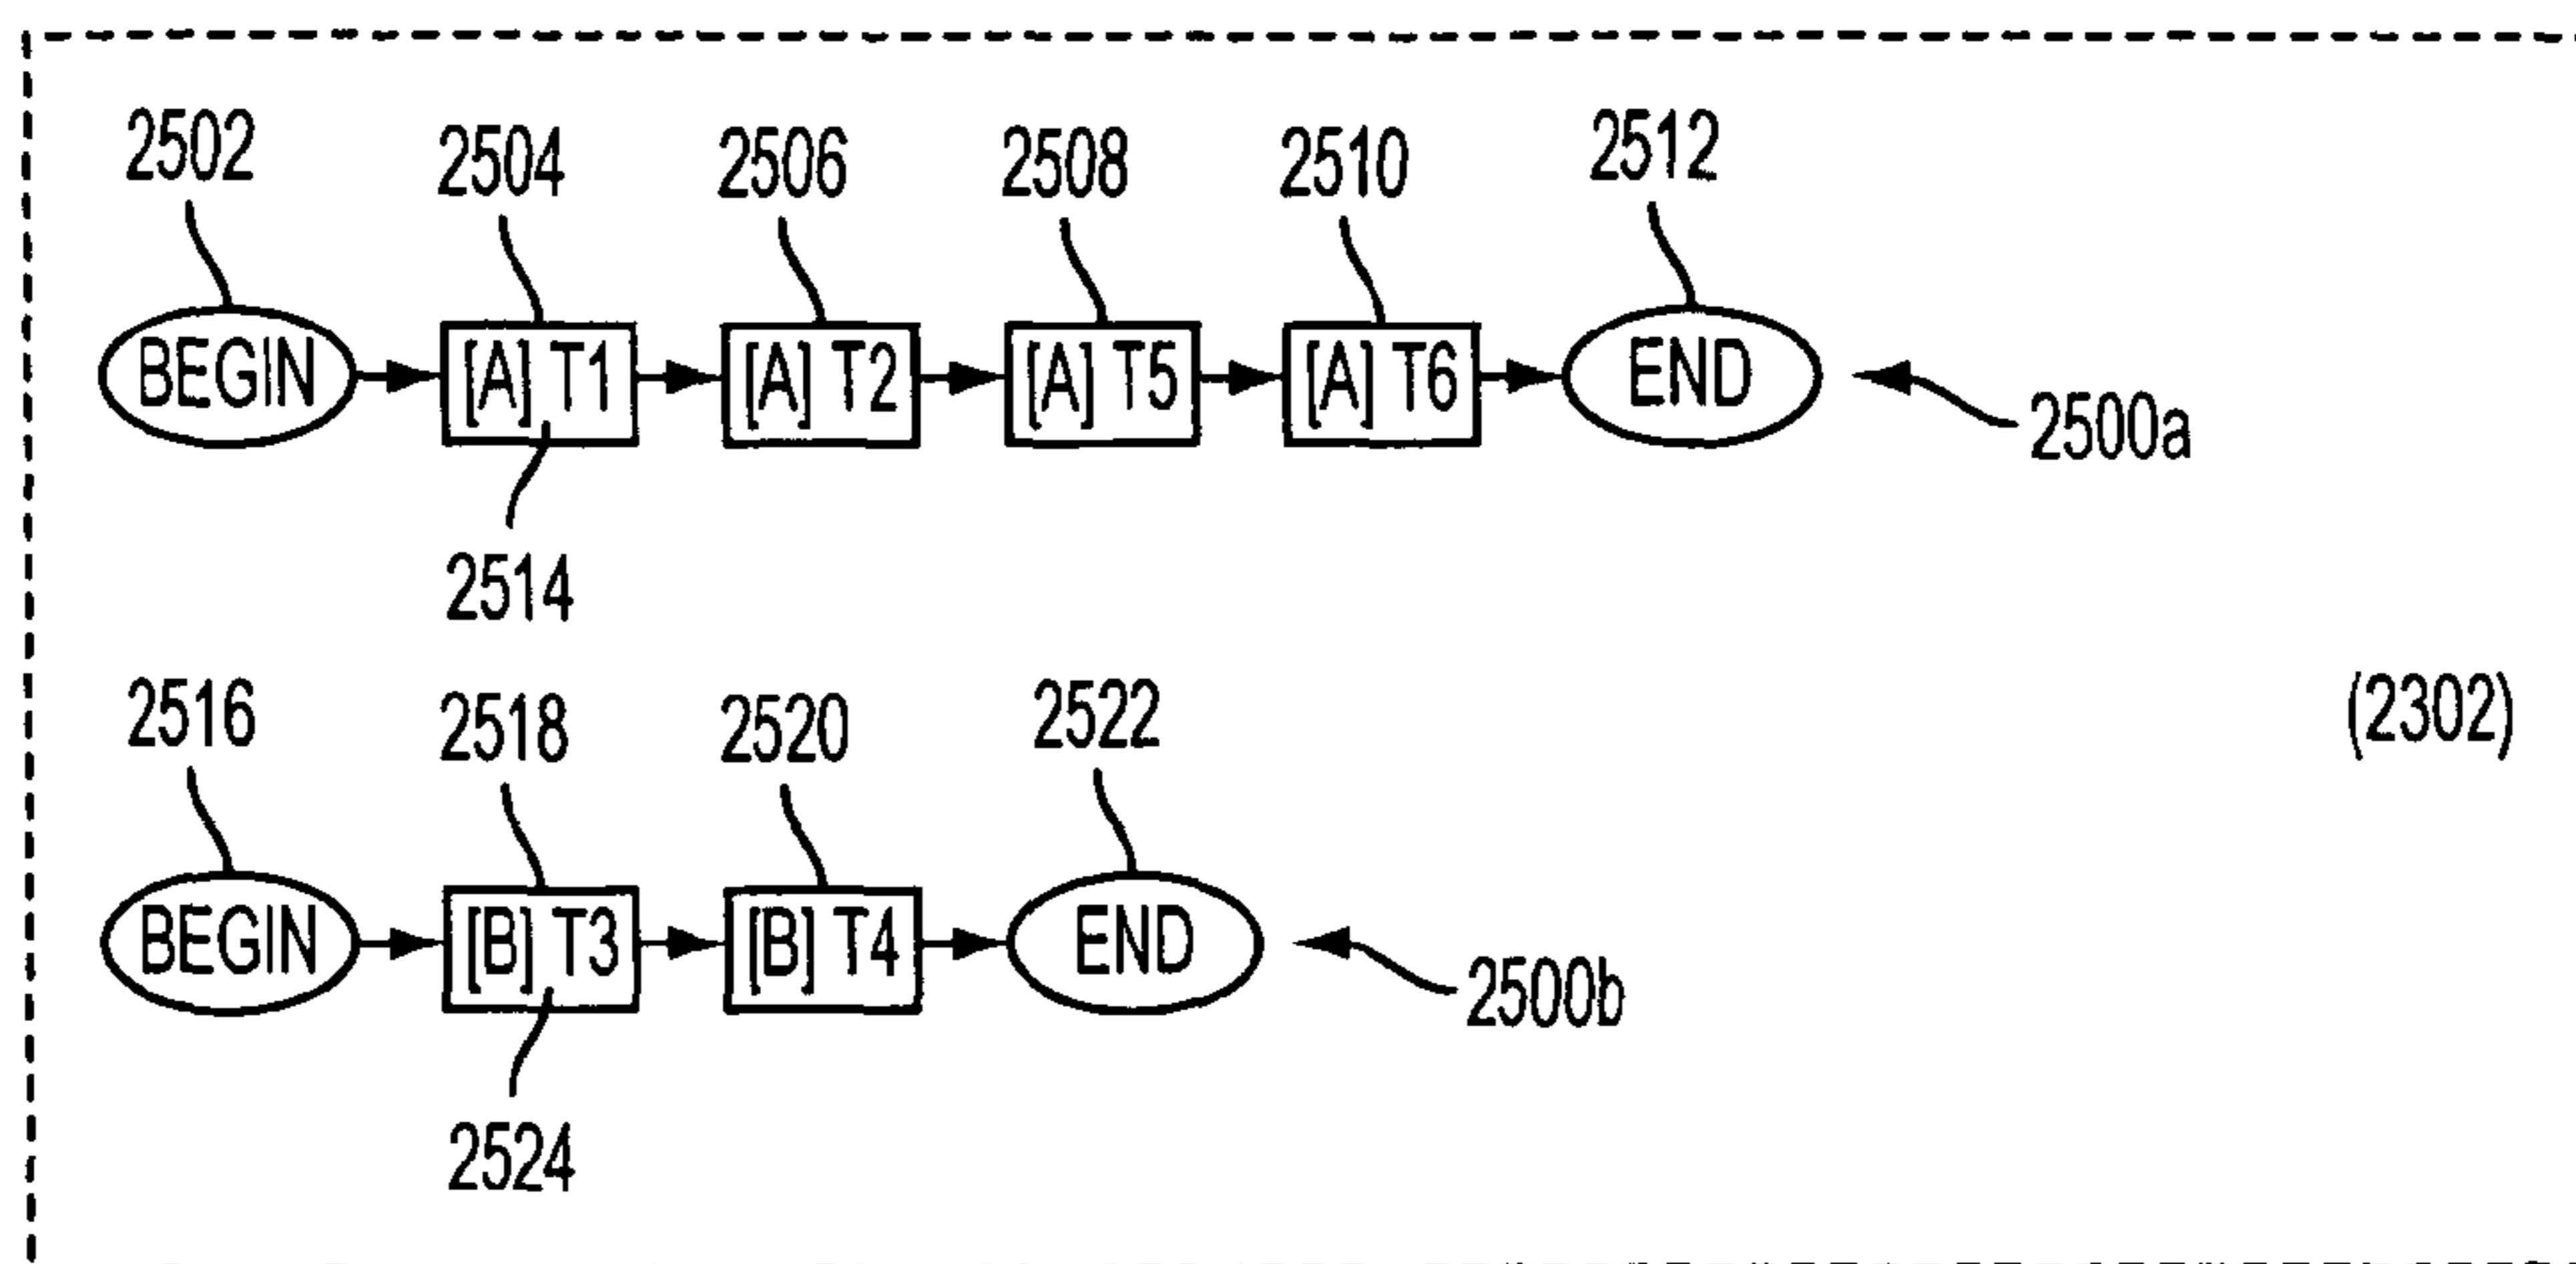 2502 2504 2506 2508 2510 2512
BEGIN [A] T1 [A] T2 [A] T5 [A] T6 END
2500a
2514
2516 2518 2520 2522
(2302)
BEGIN [B] T3 [B] T4 END
2500b
2524